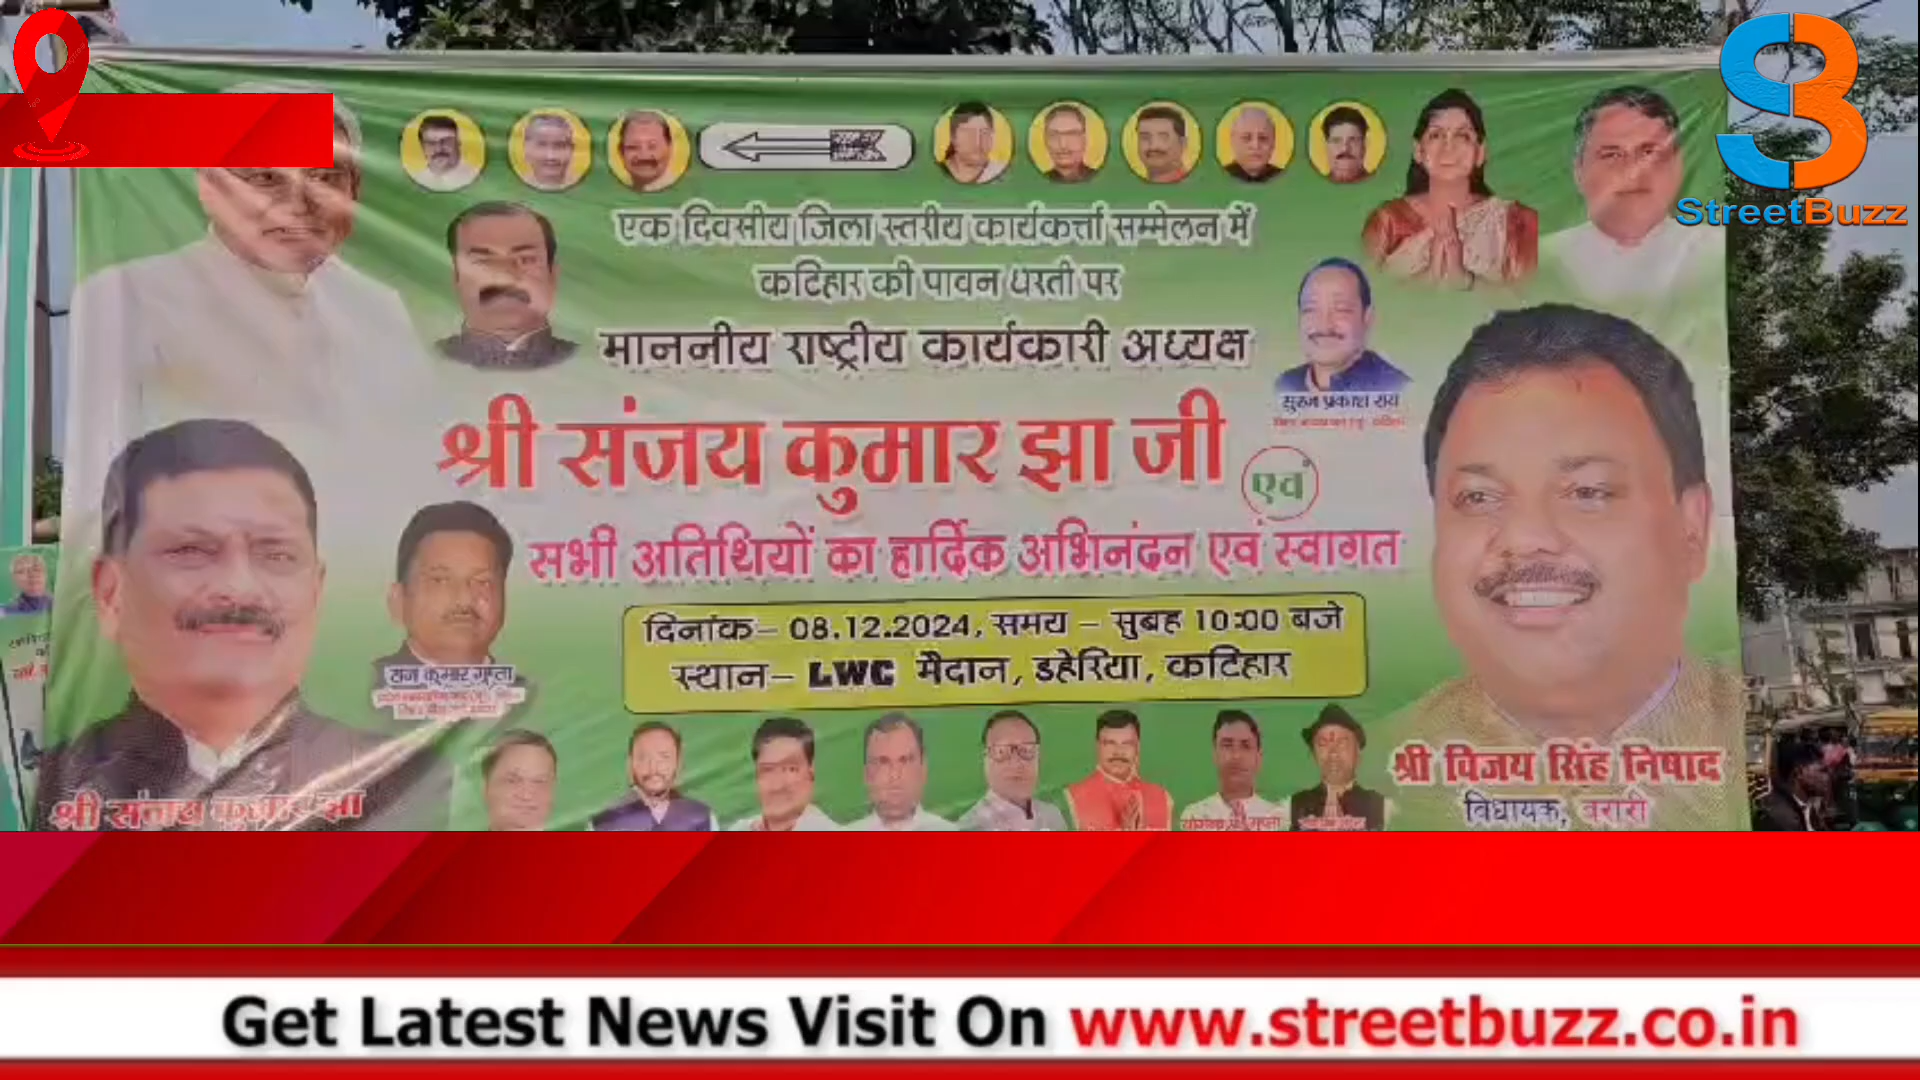 StreetBuzz
एक दिवसीय जिला स्तरीय कार्यकर्त्ता सम्मेलन में
कटिहार की पावन धरती पर
माननीय राष्ट्रीय कार्यकारी अध्यक्ष
श्री संजय कुमार झा जी
एवं
सुरज प्रकाश राय
सभी अतिथियों का हार्दिक अभिनंदन एवं स्वागत
दिनांक– 08.12.2024, समय – सुबह 10:00 बजे
स्थान– LWC मैदान, डहेरिया, कटिहार
राज कुमार गुप्ता
श्री संजय कुमार झा
श्री विजय सिंह निषाद
विधायक, बरारी
Get Latest News Visit On www.streetbuzz.co.in